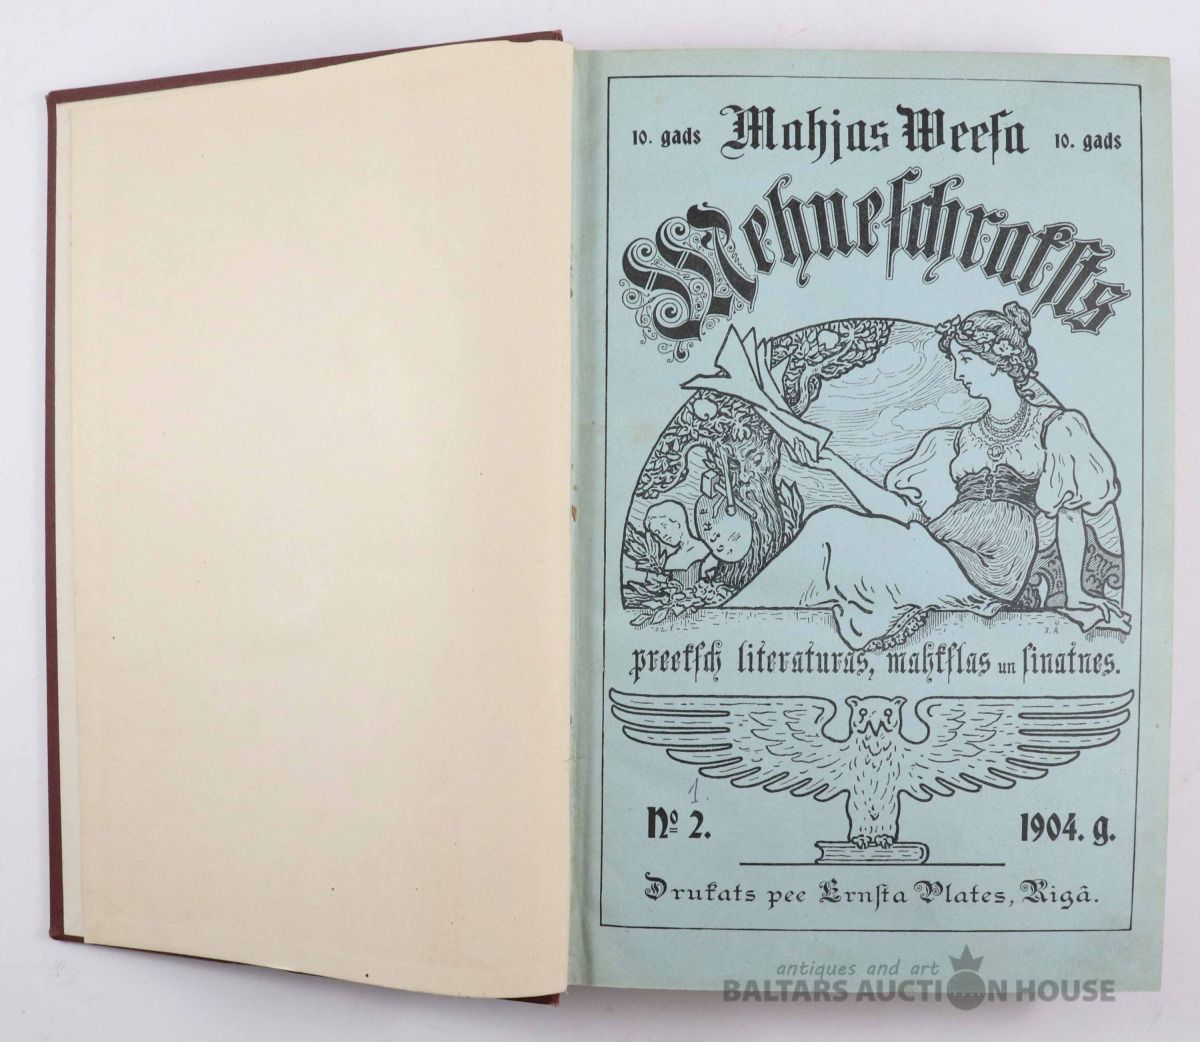 10. gads Mahjas Weeſa 10. gads
Mehneſchrakſts
preekſch literaturas, mahkſlas un ſinatnes.
1.
No 2. 1904. g.
Drukats pee Ernſta Plates, Rigâ.
antiques and art
BALTARS AUCTION HOUSE